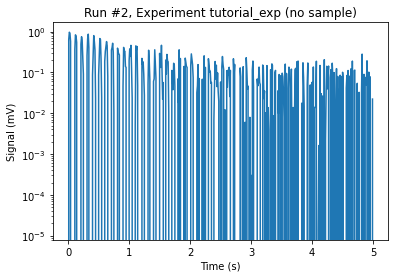 Run #2, Experiment tutorial_exp (no sample)
Signal (mV)
10⁰
10⁻¹
10⁻²
10⁻³
10⁻⁴
10⁻⁵
0 1 2 3 4 5
Time (s)